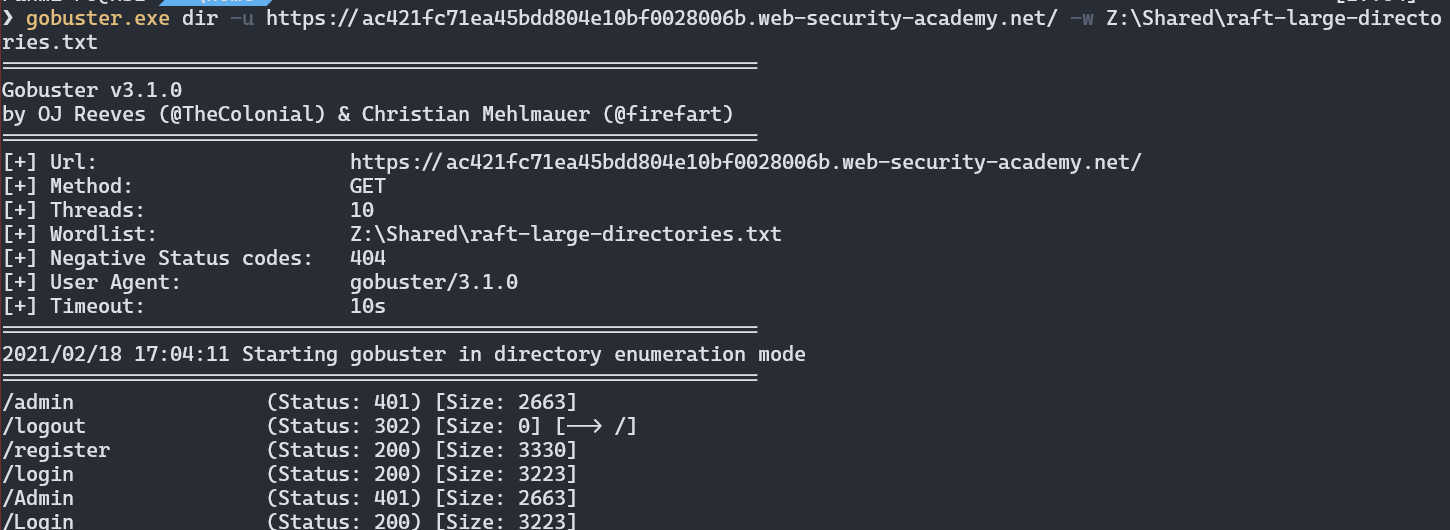 ❯ gobuster.exe dir -u https://ac421fc71ea45bdd804e10bf0028006b.web-security-academy.net/ -w Z:\Shared\raft-large-directo
ries.txt
===============================================================
Gobuster v3.1.0
by OJ Reeves (@TheColonial) & Christian Mehlmauer (@firefart)
===============================================================
[+] Url: https://ac421fc71ea45bdd804e10bf0028006b.web-security-academy.net/
[+] Method: GET
[+] Threads: 10
[+] Wordlist: Z:\Shared\raft-large-directories.txt
[+] Negative Status codes: 404
[+] User Agent: gobuster/3.1.0
[+] Timeout: 10s
===============================================================
2021/02/18 17:04:11 Starting gobuster in directory enumeration mode
===============================================================
/admin (Status: 401) [Size: 2663]
/logout (Status: 302) [Size: 0] [--> /]
/register (Status: 200) [Size: 3330]
/login (Status: 200) [Size: 3223]
/Admin (Status: 401) [Size: 2663]
/Login (Status: 200) [Size: 3223]